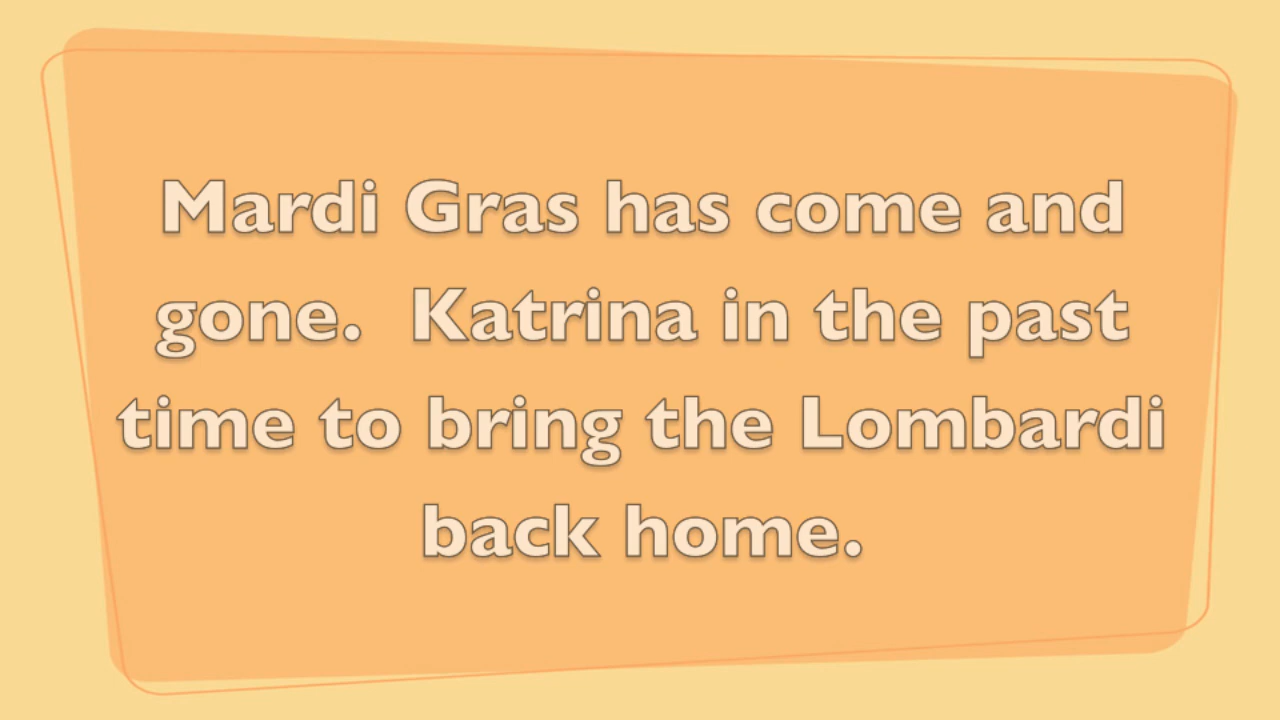 Mardi Gras has come and
gone.  Katrina in the past
time to bring the Lombardi
back home.